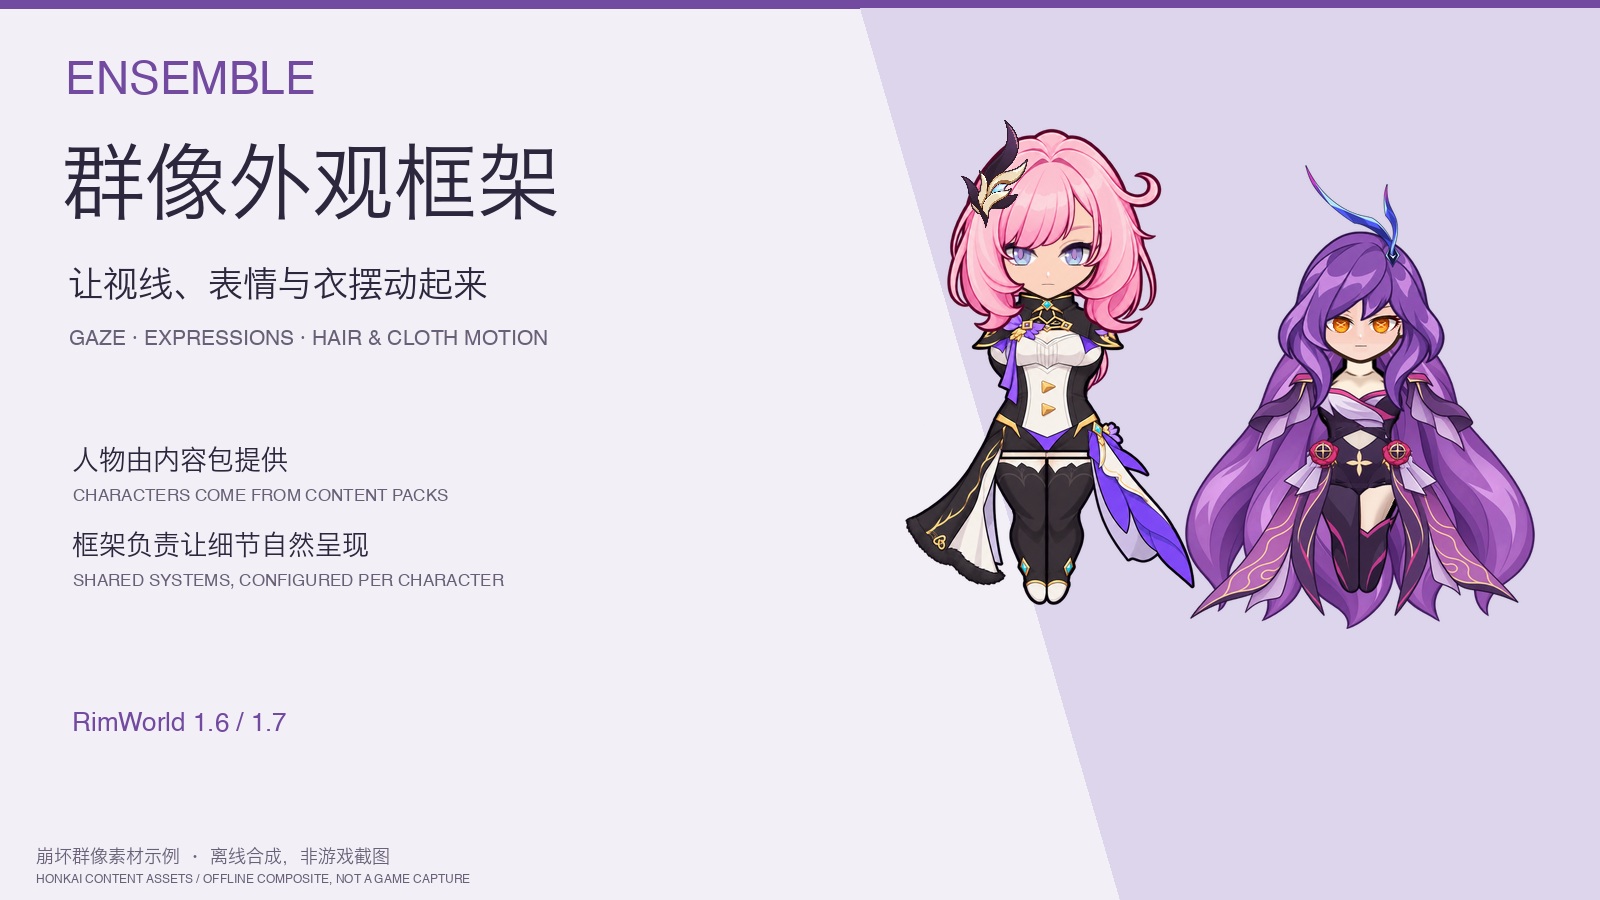 ENSEMBLE
群像外观框架
让视线、表情与衣摆动起来
GAZE · EXPRESSIONS · HAIR & CLOTH MOTION
人物由内容包提供
CHARACTERS COME FROM CONTENT PACKS
框架负责让细节自然呈现
SHARED SYSTEMS, CONFIGURED PER CHARACTER
RimWorld 1.6 / 1.7
崩坏群像素材示例 · 离线合成，非游戏截图
HONKAI CONTENT ASSETS / OFFLINE COMPOSITE, NOT A GAME CAPTURE